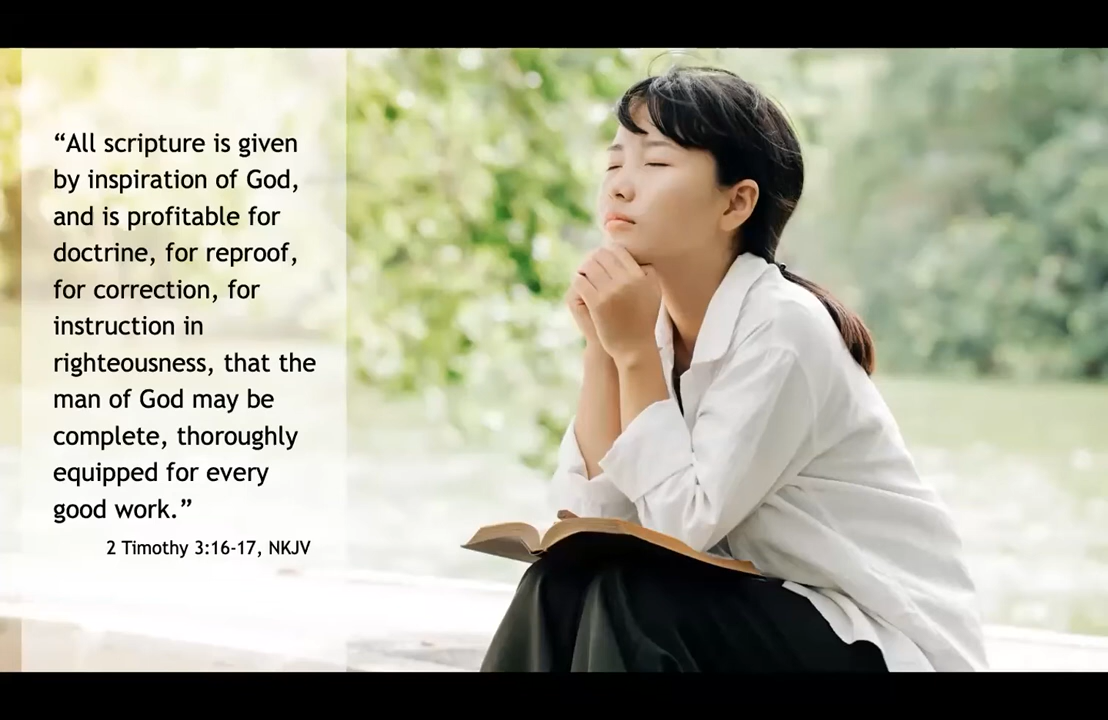 “All scripture is given
by inspiration of God,
and is profitable for
doctrine, for reproof,
for correction, for
instruction in
righteousness, that the
man of God may be
complete, thoroughly
equipped for every
good work.”
2 Timothy 3:16-17, NKJV